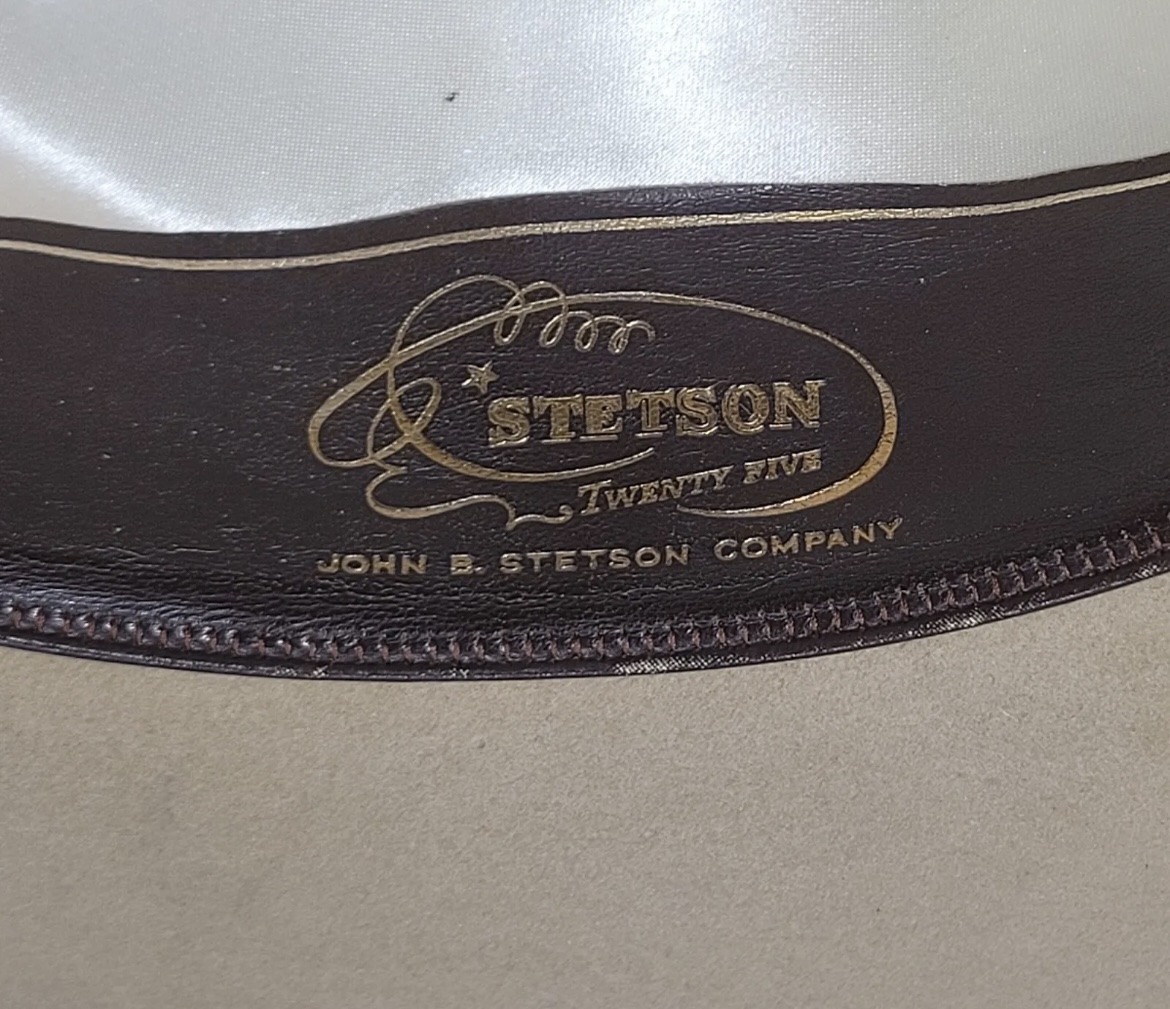 STETSON
TWENTY FIVE
JOHN B. STETSON COMPANY